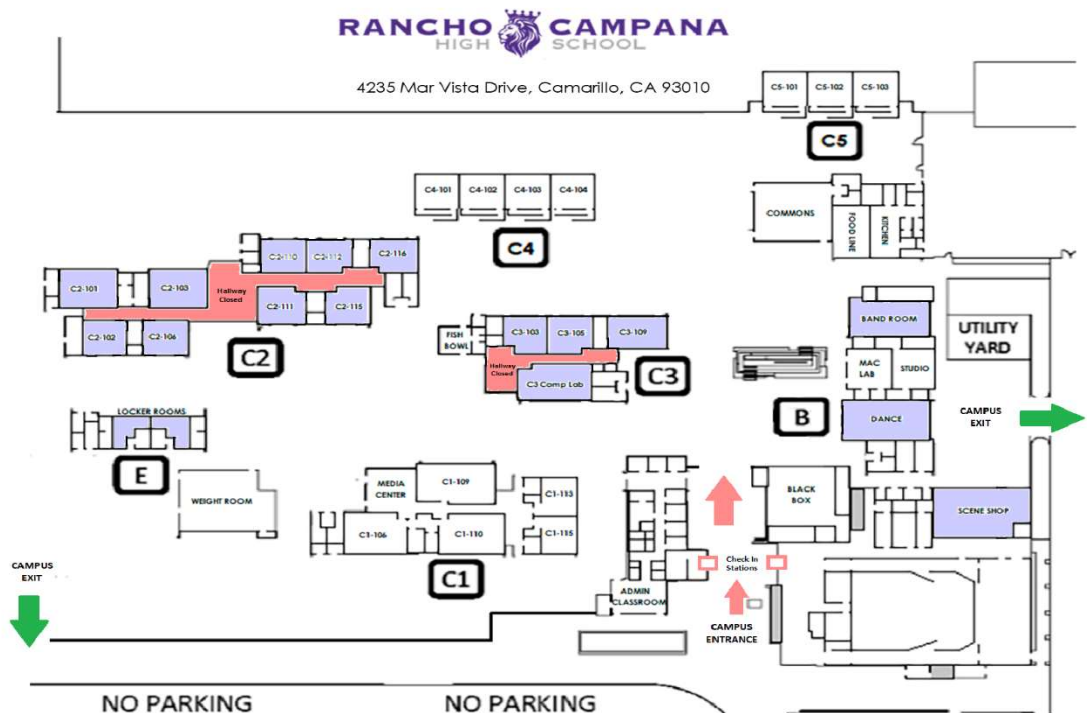 RANCHO CAMPANA
HIGH SCHOOL
4235 Mar Vista Drive, Camarillo, CA 93010
C5-101 C5-102 C5-103
C5
C4-101 C4-102 C4-103 C4-104
C4
COMMONS
FOOD LINE
KITCHEN
C2-110 C2-112 C2-116
C2-101 C2-103
Hallway
Closed
C2-111 C2-115
C2-102 C2-106
C2
FISH
BOWL
C3-103 C3-105 C3-109
Hallway
Closed
C3 Comp Lab
C3
BAND ROOM
UTILITY
YARD
MAC
LAB
STUDIO
B
DANCE
CAMPUS
EXIT
LOCKER ROOMS
E
WEIGHT ROOM
MEDIA
CENTER
C1-109
C1-113
C1-106
C1-110
C1-115
C1
BLACK
BOX
SCENE SHOP
Check In
Stations
ADMIN
CLASSROOM
CAMPUS
ENTRANCE
CAMPUS
EXIT
NO PARKING
NO PARKING